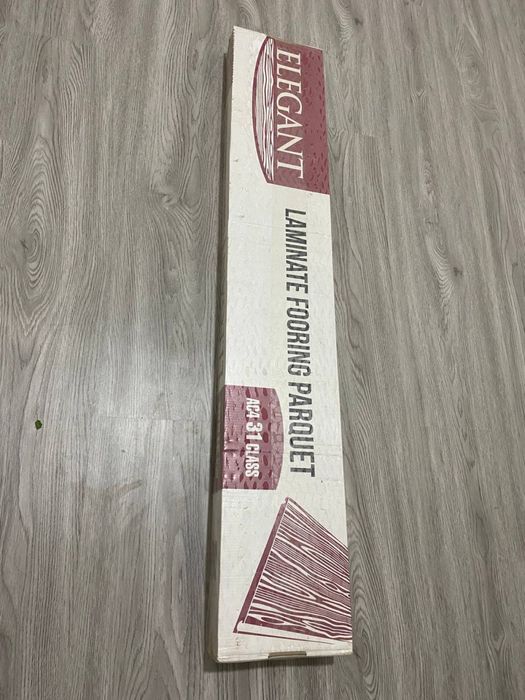 ELEGANT
LAMINATE FOORING PARQUET
AC4 31 CLASS